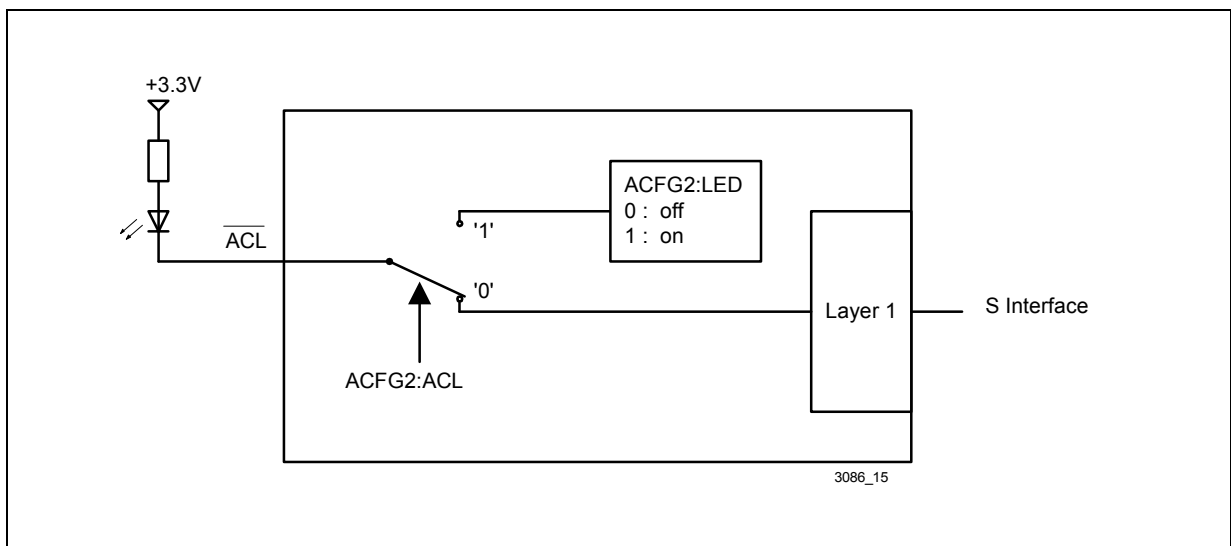 +3.3V
ACFG2:LED
0 : off
1 : on
ACL
'1'
'0'
Layer 1
S Interface
ACFG2:ACL
3086_15